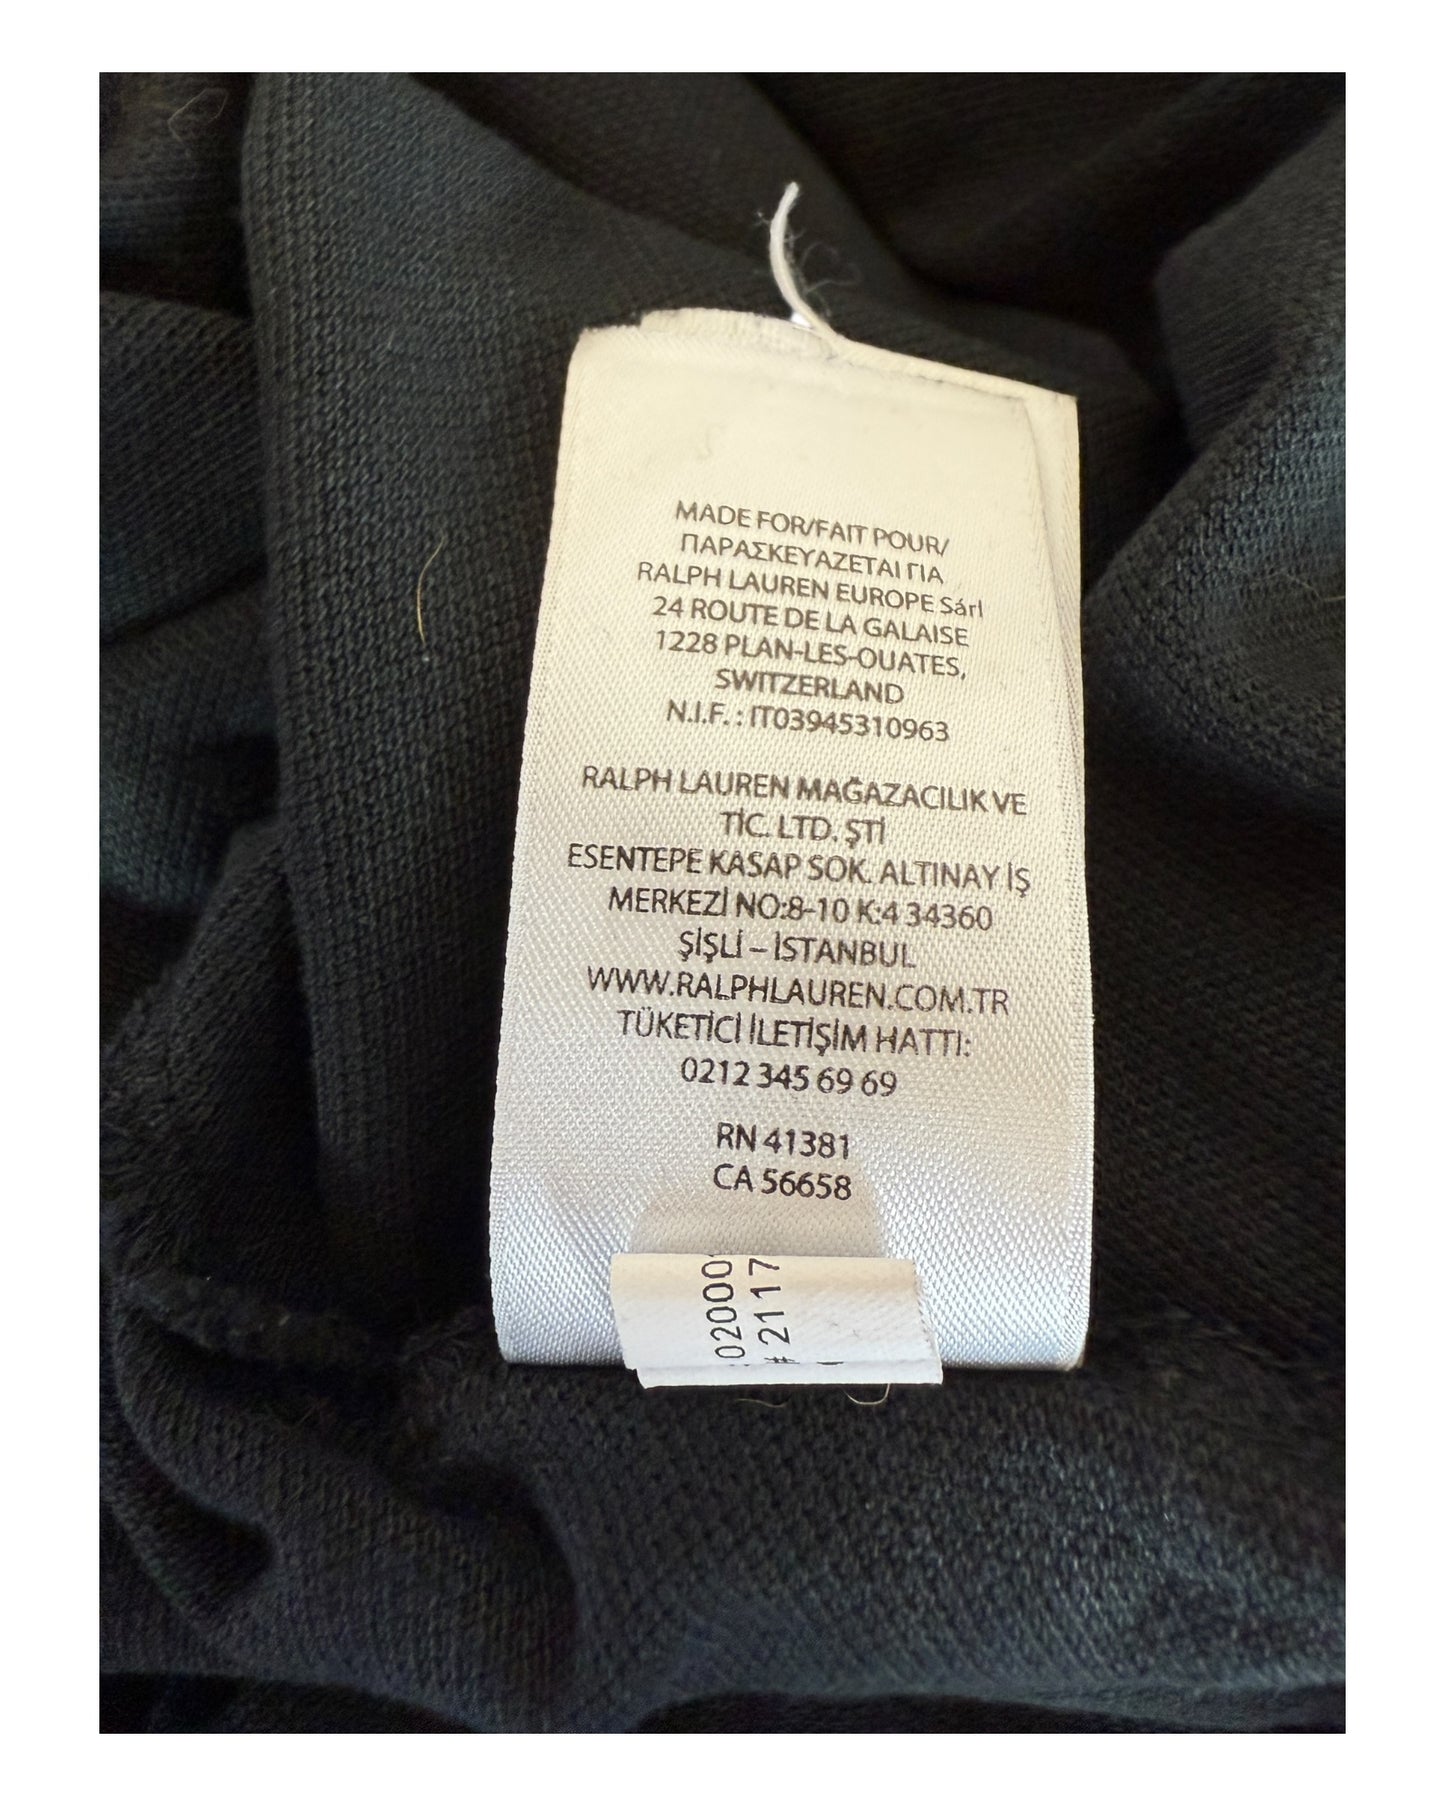 MADE FOR/FAIT POUR/
ΠΑΡΑΣΚΕΥΑΖΕΤΑΙ ΓΙΑ
RALPH LAUREN EUROPE Sárl
24 ROUTE DE LA GALAISE
1228 PLAN-LES-OUATES,
SWITZERLAND
N.I.F. : IT03945310963
RALPH LAUREN MAĞAZACILIK VE
TİC. LTD. ŞTİ
ESENTEPE KASAP SOK. ALTINAY İŞ
MERKEZİ NO:8-10 K:4 34360
ŞİŞLİ – İSTANBUL
WWW.RALPHLAUREN.COM.TR
TÜKETİCİ İLETİŞİM HATTI:
0212 345 69 69
RN 41381
CA 56658
02000
# 2117